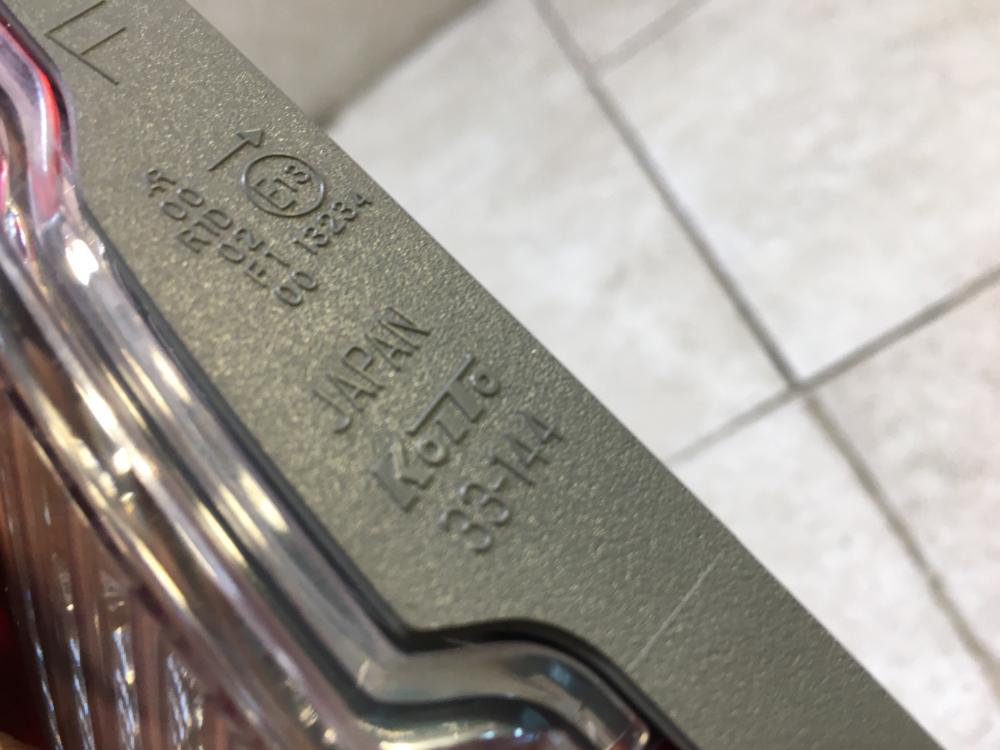 E13
A
00
R1D
02
F1 13234
00
JAPAN
Koito
33-144